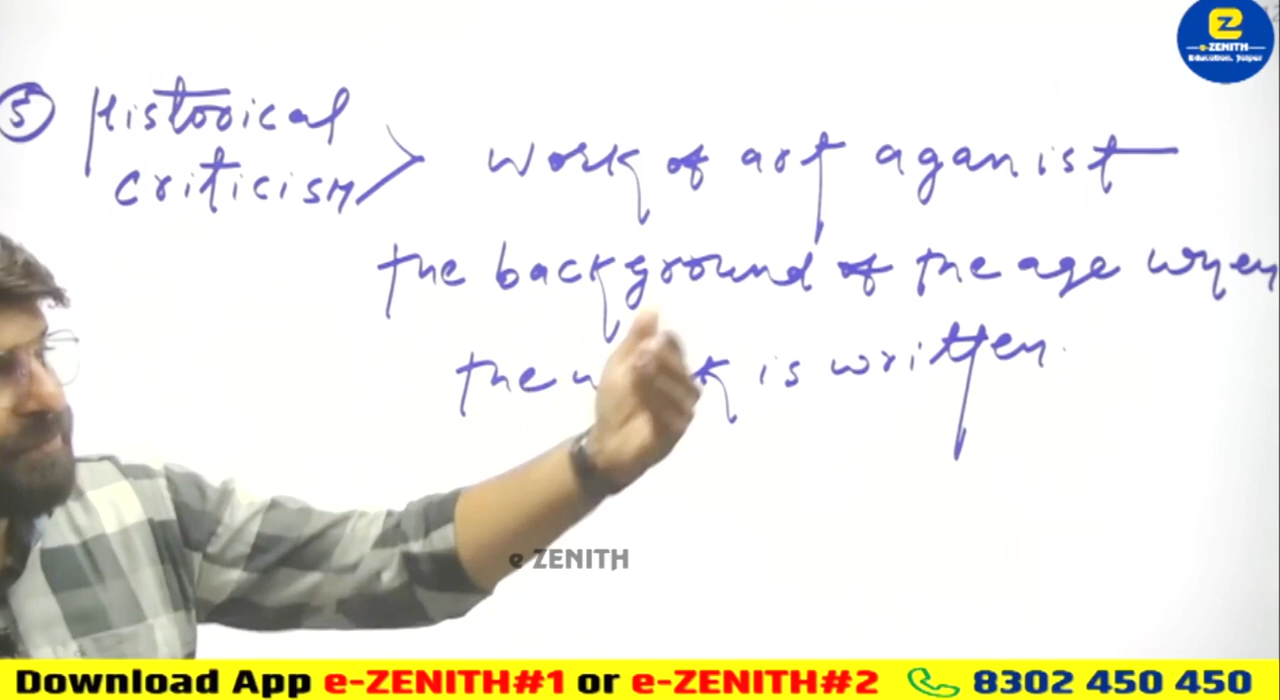 e-ZENITH
Education, Jaipur
5 Historical
criticism > work of art aganist
the background of the age when
the is written.
e ZENITH
Download App e-ZENITH#1 or e-ZENITH#2 8302 450 450